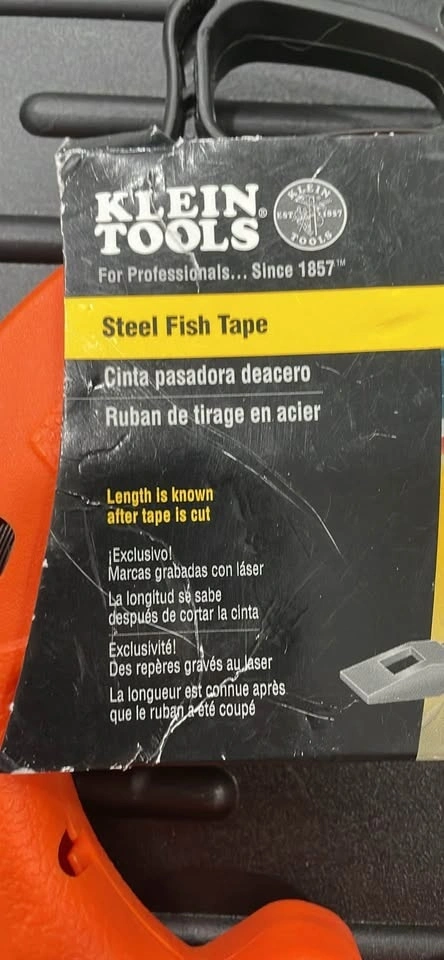 KLEIN
TOOLS®
KLEIN
EST. 1857
TOOLS
For Professionals... Since 1857™
Steel Fish Tape
Cinta pasadora deacero
Ruban de tirage en acier
Length is known
after tape is cut
¡Exclusivo!
Marcas grabadas con láser
La longitud se sabe
después de cortar la cinta
Exclusivité!
Des repères gravés au laser
La longueur est connue après
que le ruban a été coupé